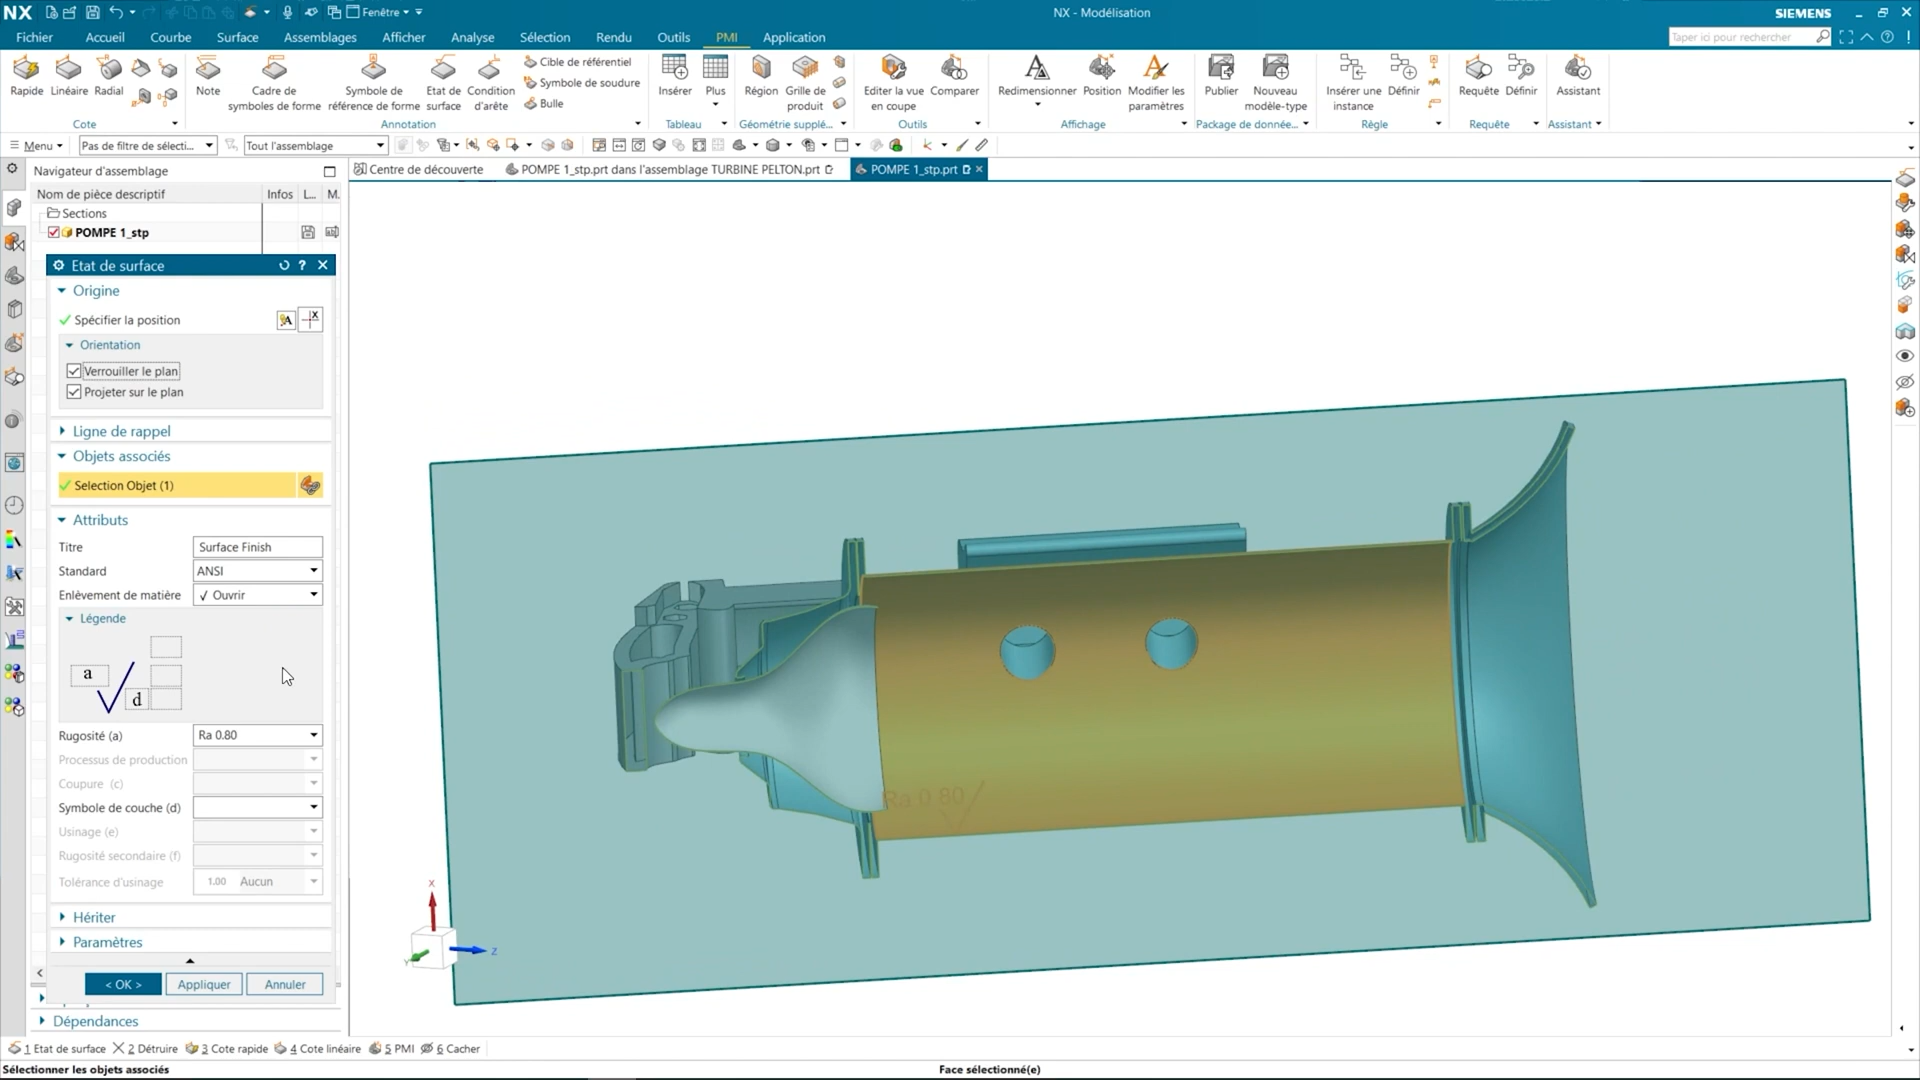 NX
Fenêtre
NX - Modélisation
SIEMENS
Fichier
Accueil
Courbe
Surface
Assemblages
Afficher
Analyse
Sélection
Rendu
Outils
PMI
Application
Taper ici pour rechercher
Rapide
Linéaire
Radial
Note
Cadre de
symboles de forme
Symbole de
référence de forme
Etat de
surface
Condition
d'arête
Cible de référentiel
Symbole de soudure
Bulle
Insérer
Plus
Région
Grille de
produit
Editer la vue
en coupe
Comparer
Redimensionner
Position
Modifier les
paramètres
Publier
Nouveau
modèle-type
Insérer une
instance
Définir
Requête
Définir
Assistant
Cote
Annotation
Tableau
Géométrie supplé...
Outils
Affichage
Package de donnée...
Règle
Requête
Assistant
Menu
Pas de filtre de sélecti...
Tout l'assemblage
Navigateur d'assemblage
Centre de découverte
POMPE 1_stp.prt dans l'assemblage TURBINE PELTON.prt
POMPE 1_stp.prt
Nom de pièce descriptif
Infos
L...
M.
Sections
POMPE 1_stp
Etat de surface
Origine
Spécifier la position
Orientation
Verrouiller le plan
Projeter sur le plan
Ligne de rappel
Objets associés
Selection Objet (1)
Attributs
Titre
Surface Finish
Standard
ANSI
Enlèvement de matière
√ Ouvrir
Légende
a
d
Rugosité (a)
Ra 0.80
Processus de production
Coupure (c)
Symbole de couche (d)
Usinage (e)
Rugosité secondaire (f)
Tolérance d'usinage
1.00 Aucun
Hériter
Paramètres
< OK >
Appliquer
Annuler
Dépendances
Ra 0.80
X
Y
Z
1 Etat de surface
2 Détruire
3 Cote rapide
4 Cote linéaire
5 PMI
6 Cacher
Sélectionner les objets associés
Face sélectionné(e)